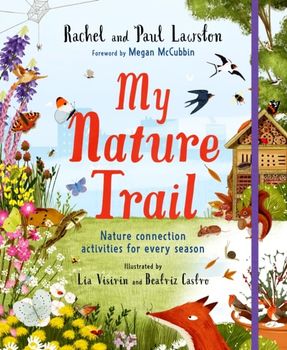 Rachel and Paul Lawston
Foreword by Megan McCubbin
My
Nature
Trail
Nature connection
activities for every season
Illustrated by
Lia Visirin and Beatriz Castro